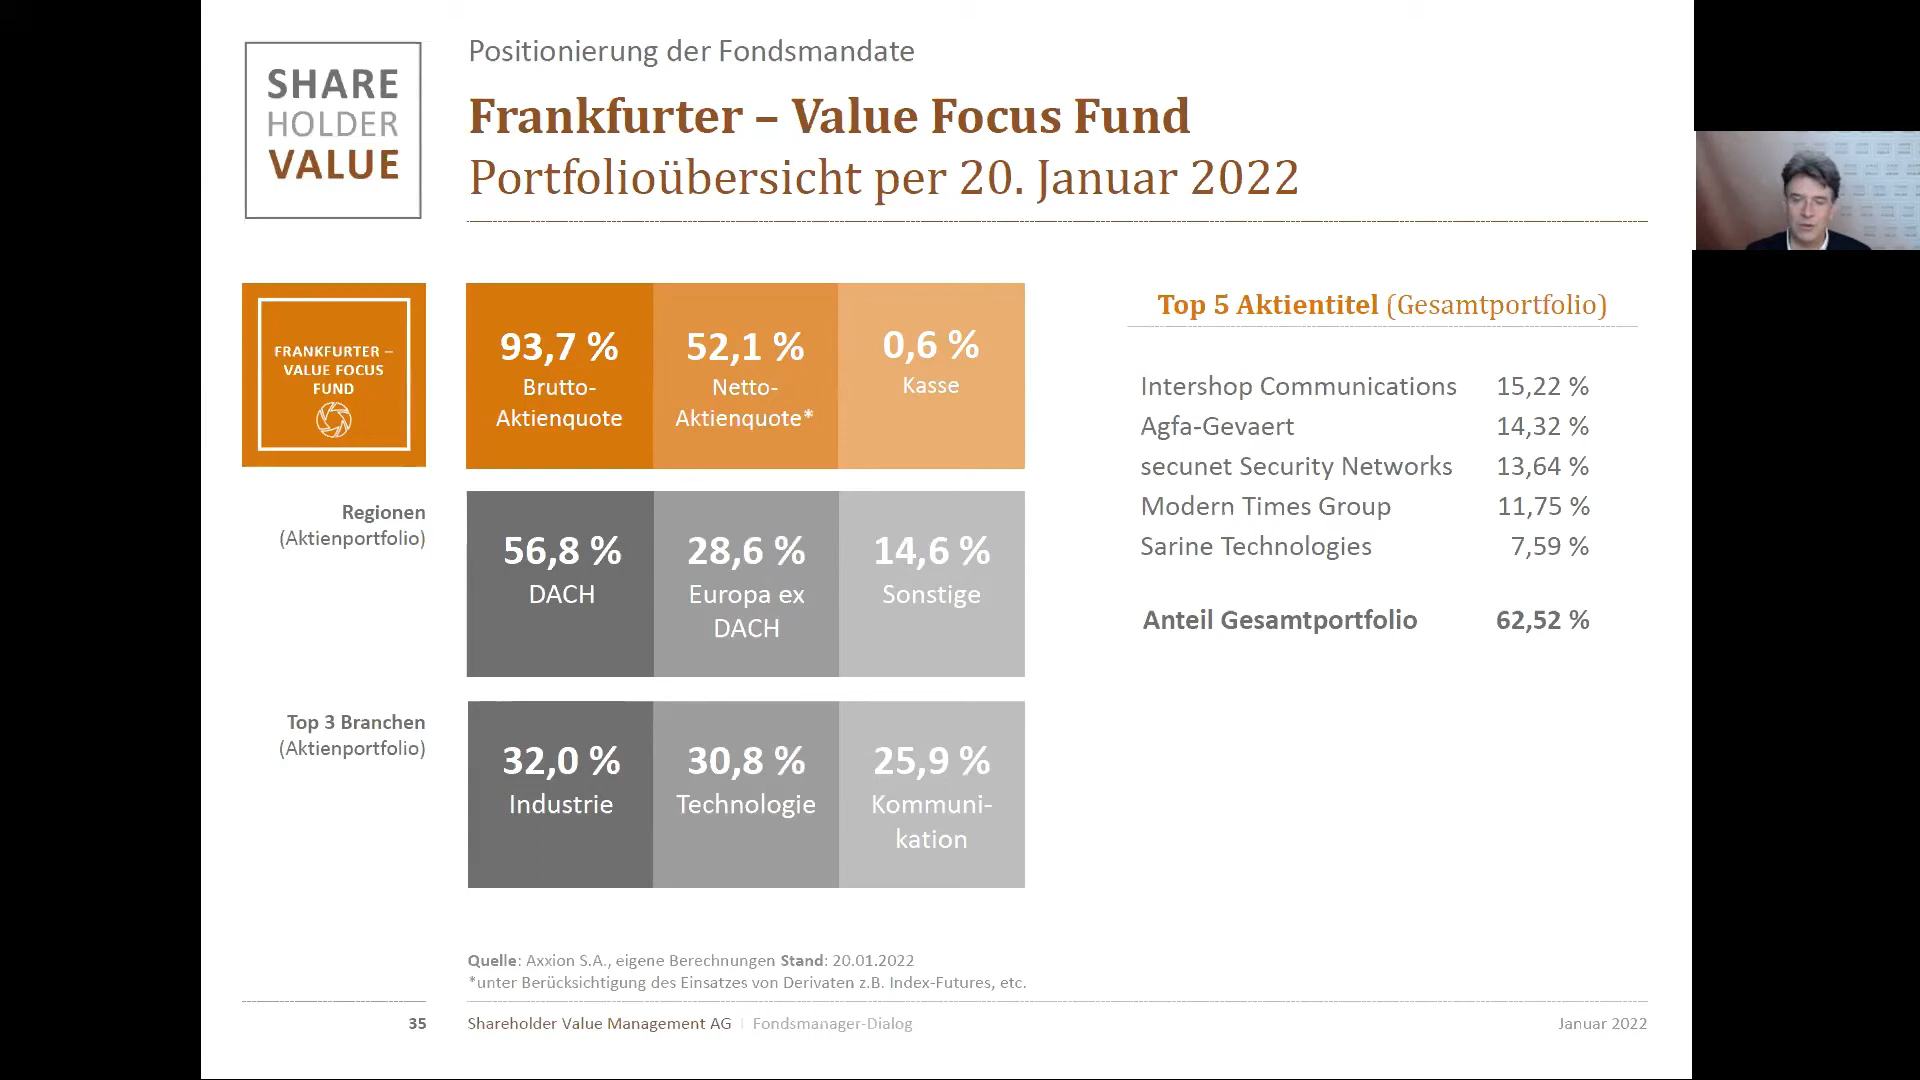 SHARE
HOLDER
VALUE
Positionierung der Fondsmandate
Frankfurter – Value Focus Fund
Portfolioübersicht per 20. Januar 2022
FRANKFURTER –
VALUE FOCUS
FUND
93,7 %
Brutto-
Aktienquote
52,1 %
Netto-
Aktienquote*
0,6 %
Kasse
Regionen
(Aktienportfolio)
56,8 %
DACH
28,6 %
Europa ex
DACH
14,6 %
Sonstige
Top 3 Branchen
(Aktienportfolio)
32,0 %
Industrie
30,8 %
Technologie
25,9 %
Kommuni-
kation
Top 5 Aktientitel (Gesamtportfolio)
Intershop Communications 15,22 %
Agfa-Gevaert 14,32 %
secunet Security Networks 13,64 %
Modern Times Group 11,75 %
Sarine Technologies 7,59 %
Anteil Gesamtportfolio 62,52 %
Quelle: Axxion S.A., eigene Berechnungen Stand: 20.01.2022
*unter Berücksichtigung des Einsatzes von Derivaten z.B. Index-Futures, etc.
35 Shareholder Value Management AG | Fondsmanager-Dialog Januar 2022